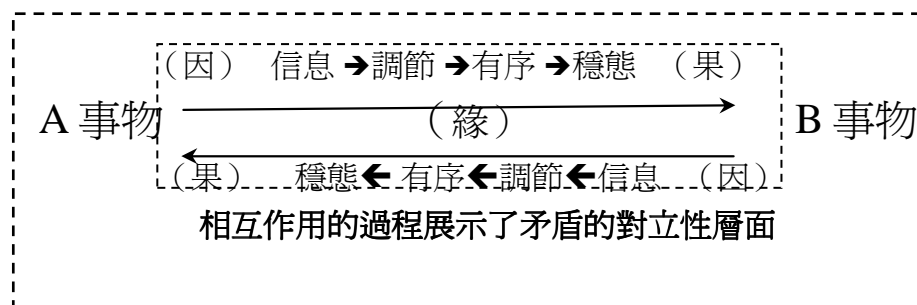 (因) 信息 ➔調節 ➔有序 ➔穩態 (果)
A 事物 (緣) B 事物
(果) 穩態🡸 有序🡸調節🡸信息 (因)
相互作用的過程展示了矛盾的對立性層面